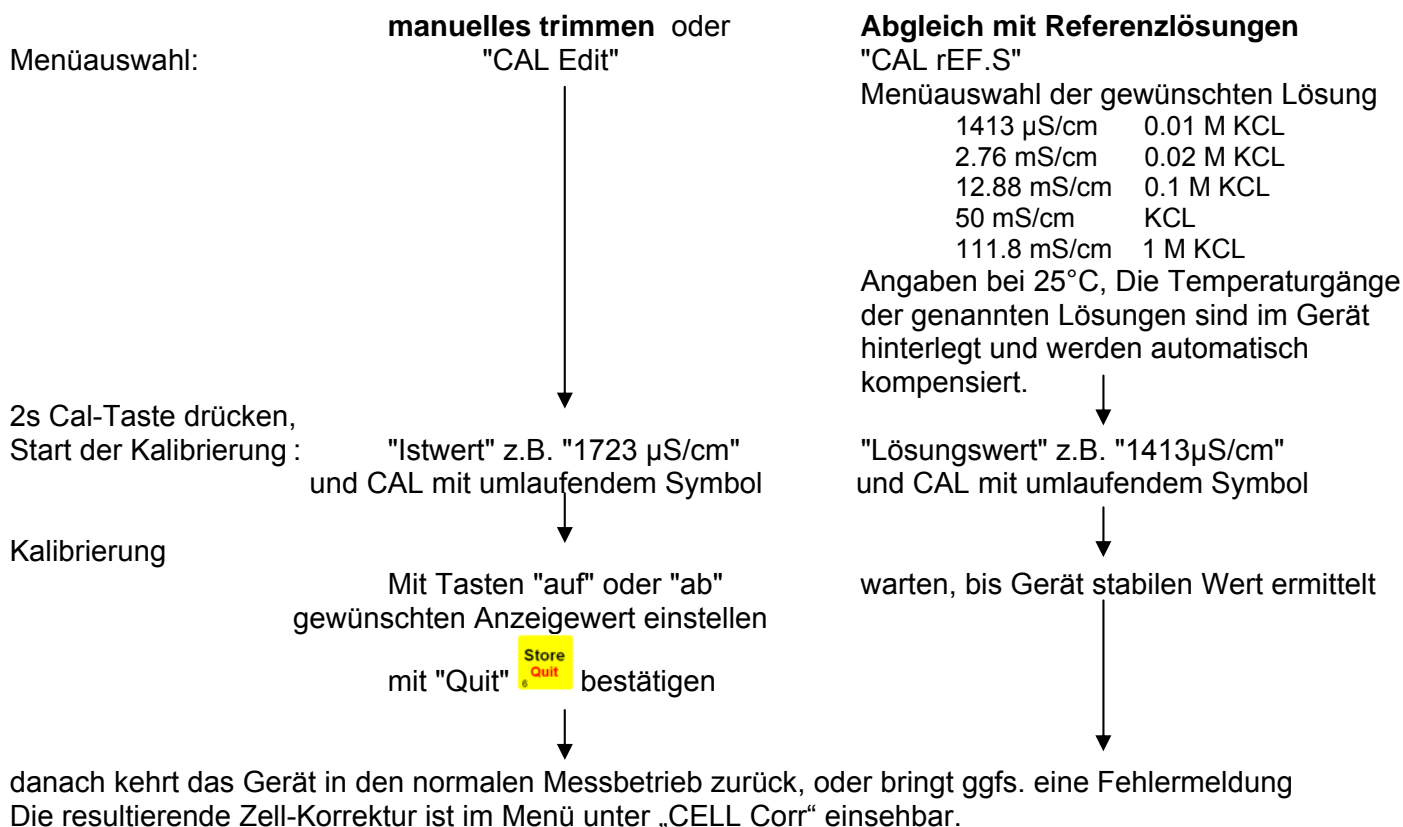 manuelles trimmen oder Abgleich mit Referenzlösungen
Menüauswahl: "CAL Edit" "CAL rEF.S"
Menüauswahl der gewünschten Lösung
1413 µS/cm 0.01 M KCL
2.76 mS/cm 0.02 M KCL
12.88 mS/cm 0.1 M KCL
50 mS/cm KCL
111.8 mS/cm 1 M KCL
Angaben bei 25°C, Die Temperaturgänge
der genannten Lösungen sind im Gerät
hinterlegt und werden automatisch
kompensiert.
2s Cal-Taste drücken,
Start der Kalibrierung : "Istwert" z.B. "1723 µS/cm" "Lösungswert" z.B. "1413µS/cm"
und CAL mit umlaufendem Symbol und CAL mit umlaufendem Symbol
Kalibrierung
Mit Tasten "auf" oder "ab" warten, bis Gerät stabilen Wert ermittelt
gewünschten Anzeigewert einstellen
mit "Quit" Store Quit 6 bestätigen
danach kehrt das Gerät in den normalen Messbetrieb zurück, oder bringt ggfs. eine Fehlermeldung
Die resultierende Zell-Korrektur ist im Menü unter „CELL Corr“ einsehbar.